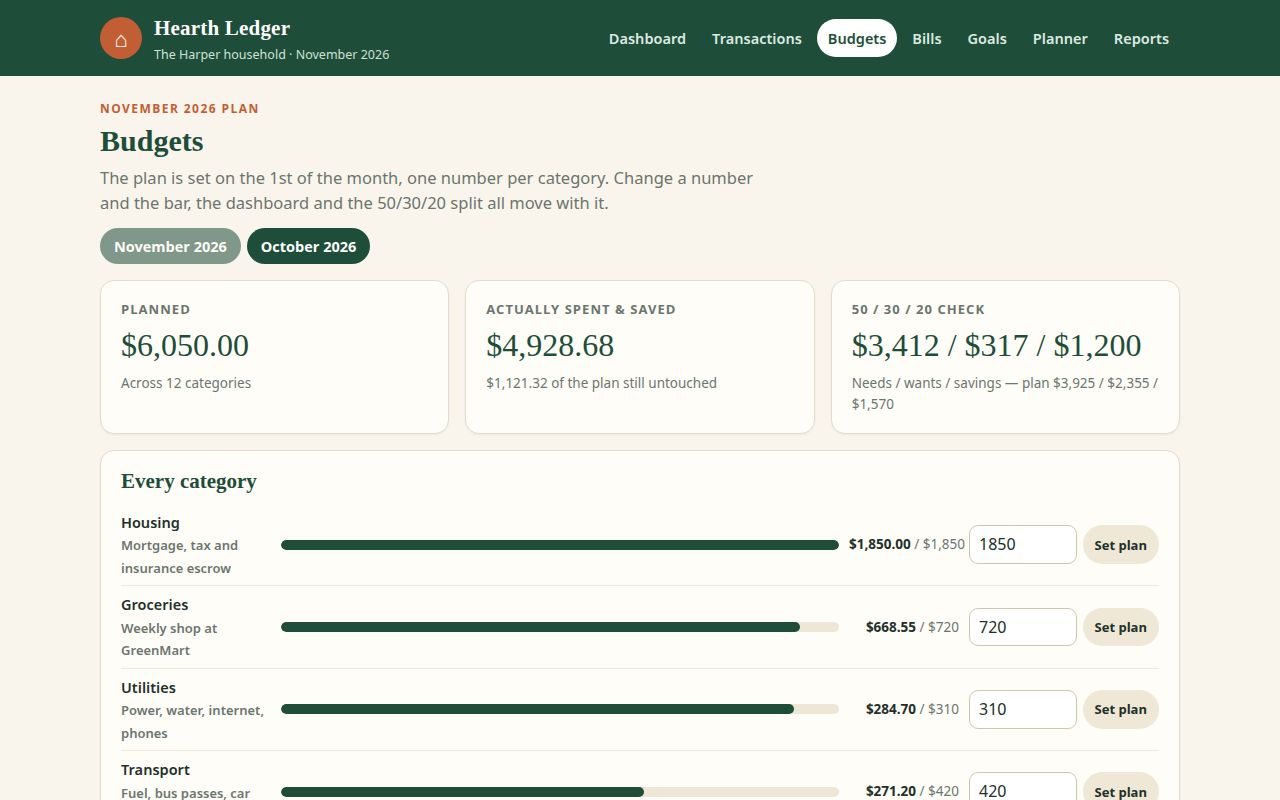 Hearth Ledger
The Harper household · November 2026
Dashboard
Transactions
Budgets
Bills
Goals
Planner
Reports
NOVEMBER 2026 PLAN
Budgets
The plan is set on the 1st of the month, one number per category. Change a number
and the bar, the dashboard and the 50/30/20 split all move with it.
November 2026
October 2026
PLANNED
$6,050.00
Across 12 categories
ACTUALLY SPENT & SAVED
$4,928.68
$1,121.32 of the plan still untouched
50 / 30 / 20 CHECK
$3,412 / $317 / $1,200
Needs / wants / savings — plan $3,925 / $2,355 /
$1,570
Every category
Housing
Mortgage, tax and
insurance escrow
$1,850.00 / $1,850
1850
Set plan
Groceries
Weekly shop at
GreenMart
$668.55 / $720
720
Set plan
Utilities
Power, water, internet,
phones
$284.70 / $310
310
Set plan
Transport
Fuel, bus passes, car
$271.20 / $420
420
Set plan